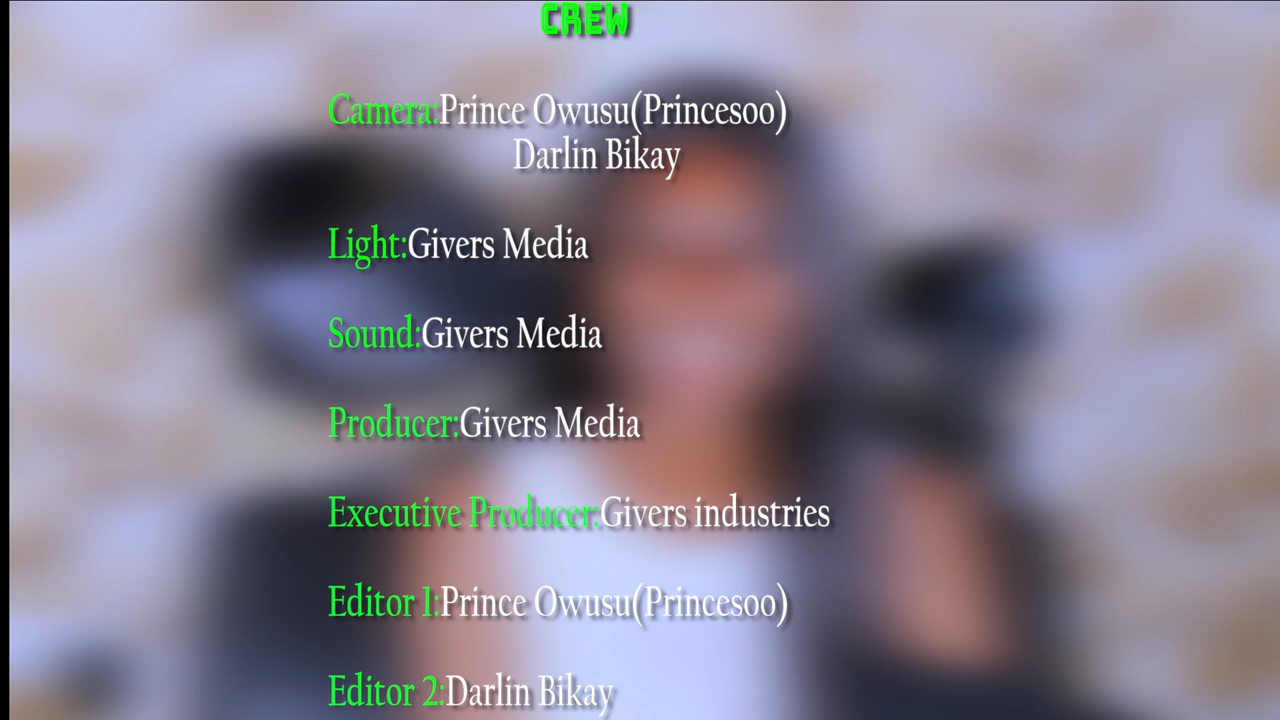 CREW
Camera:Prince Owusu(Princesoo)
Darlin Bikay
Light:Givers Media
Sound:Givers Media
Producer:Givers Media
Executive Producer:Givers industries
Editor 1:Prince Owusu(Princesoo)
Editor 2:Darlin Bikay